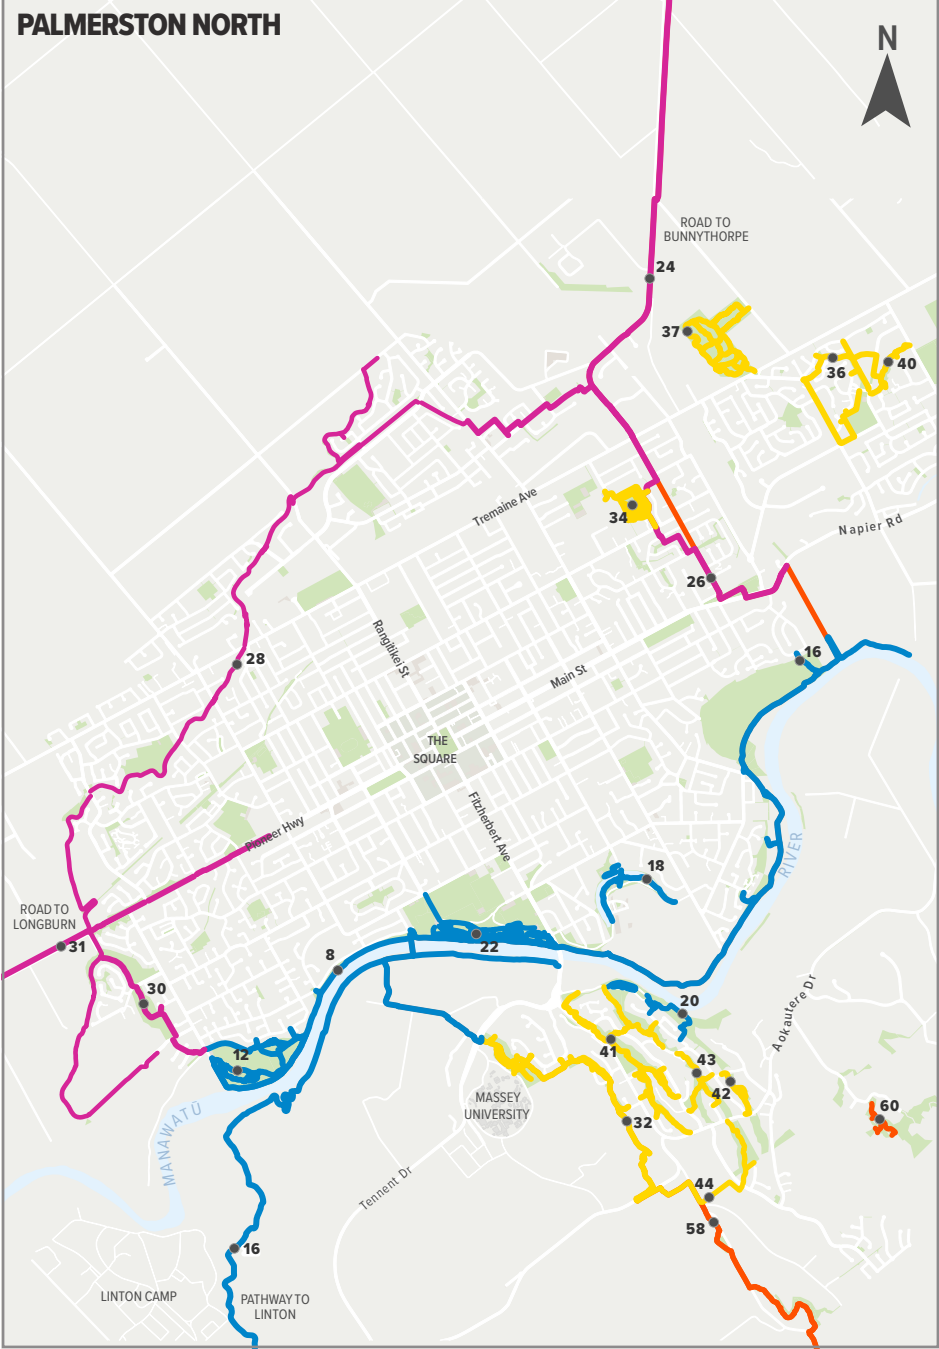 PALMERSTON NORTH
N
ROAD TO
BUNNYTHORPE
24
37
36
40
Tremaine Ave
34
Napier Rd
26
16
28
Rangitikei St
Main St
THE
SQUARE
Pioneer Hwy
Fitzherbert Ave
RIVER
18
ROAD TO
LONGBURN
31
22
8
30
20
Aokautere Dr
12
41
43
42
MASSEY
UNIVERSITY
60
32
MANAWATŪ
Tennent Dr
44
58
16
LINTON CAMP
PATHWAY TO
LINTON